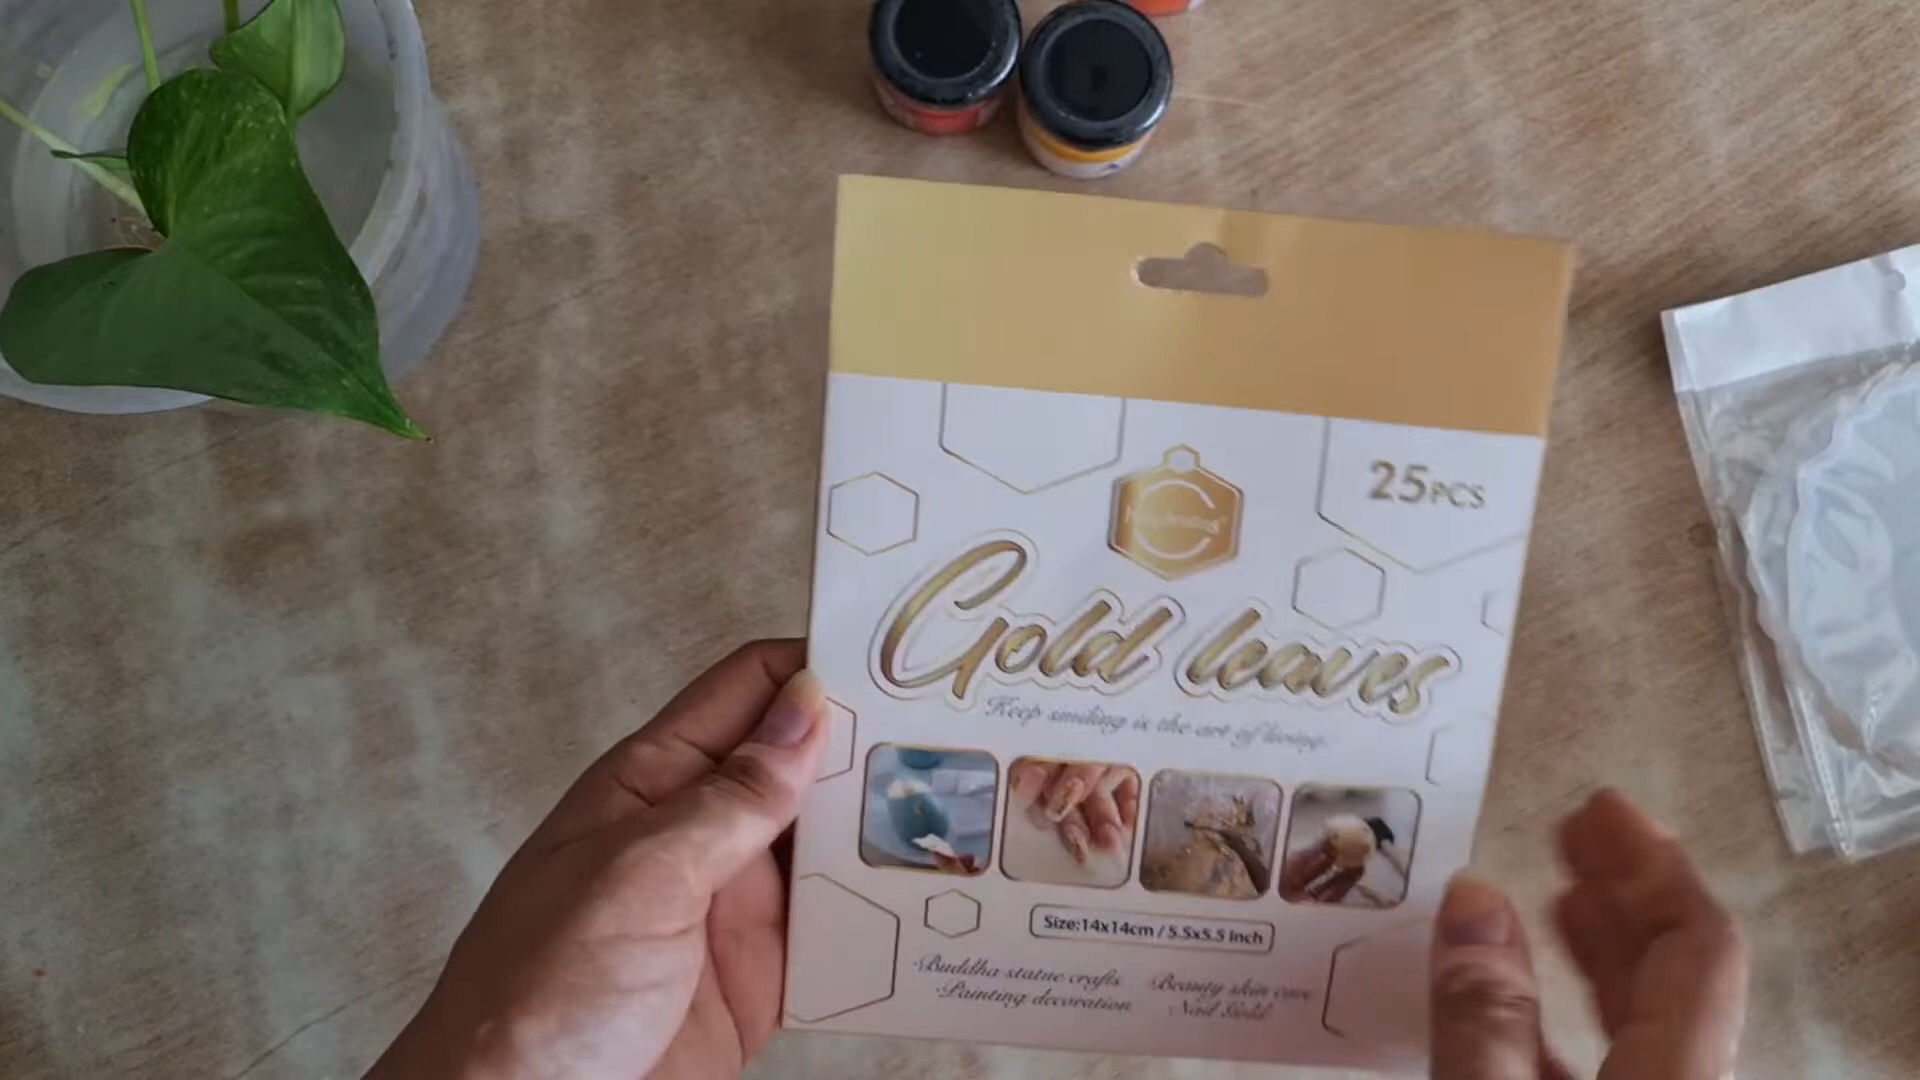 25PCS
Gold leaves
Keep smiling is the art of living
Size:14x14cm / 5.5x5.5 Inch
Buddha statue crafts Beauty skin care
Painting decoration Nail Gold